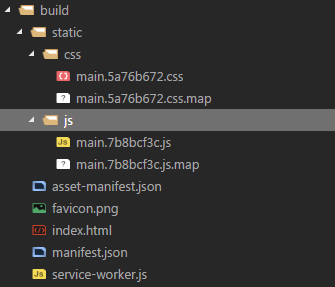 build
static
css
main.5a76b672.css
main.5a76b672.css.map
js
main.7b8bcf3c.js
main.7b8bcf3c.js.map
asset-manifest.json
favicon.png
index.html
manifest.json
service-worker.js